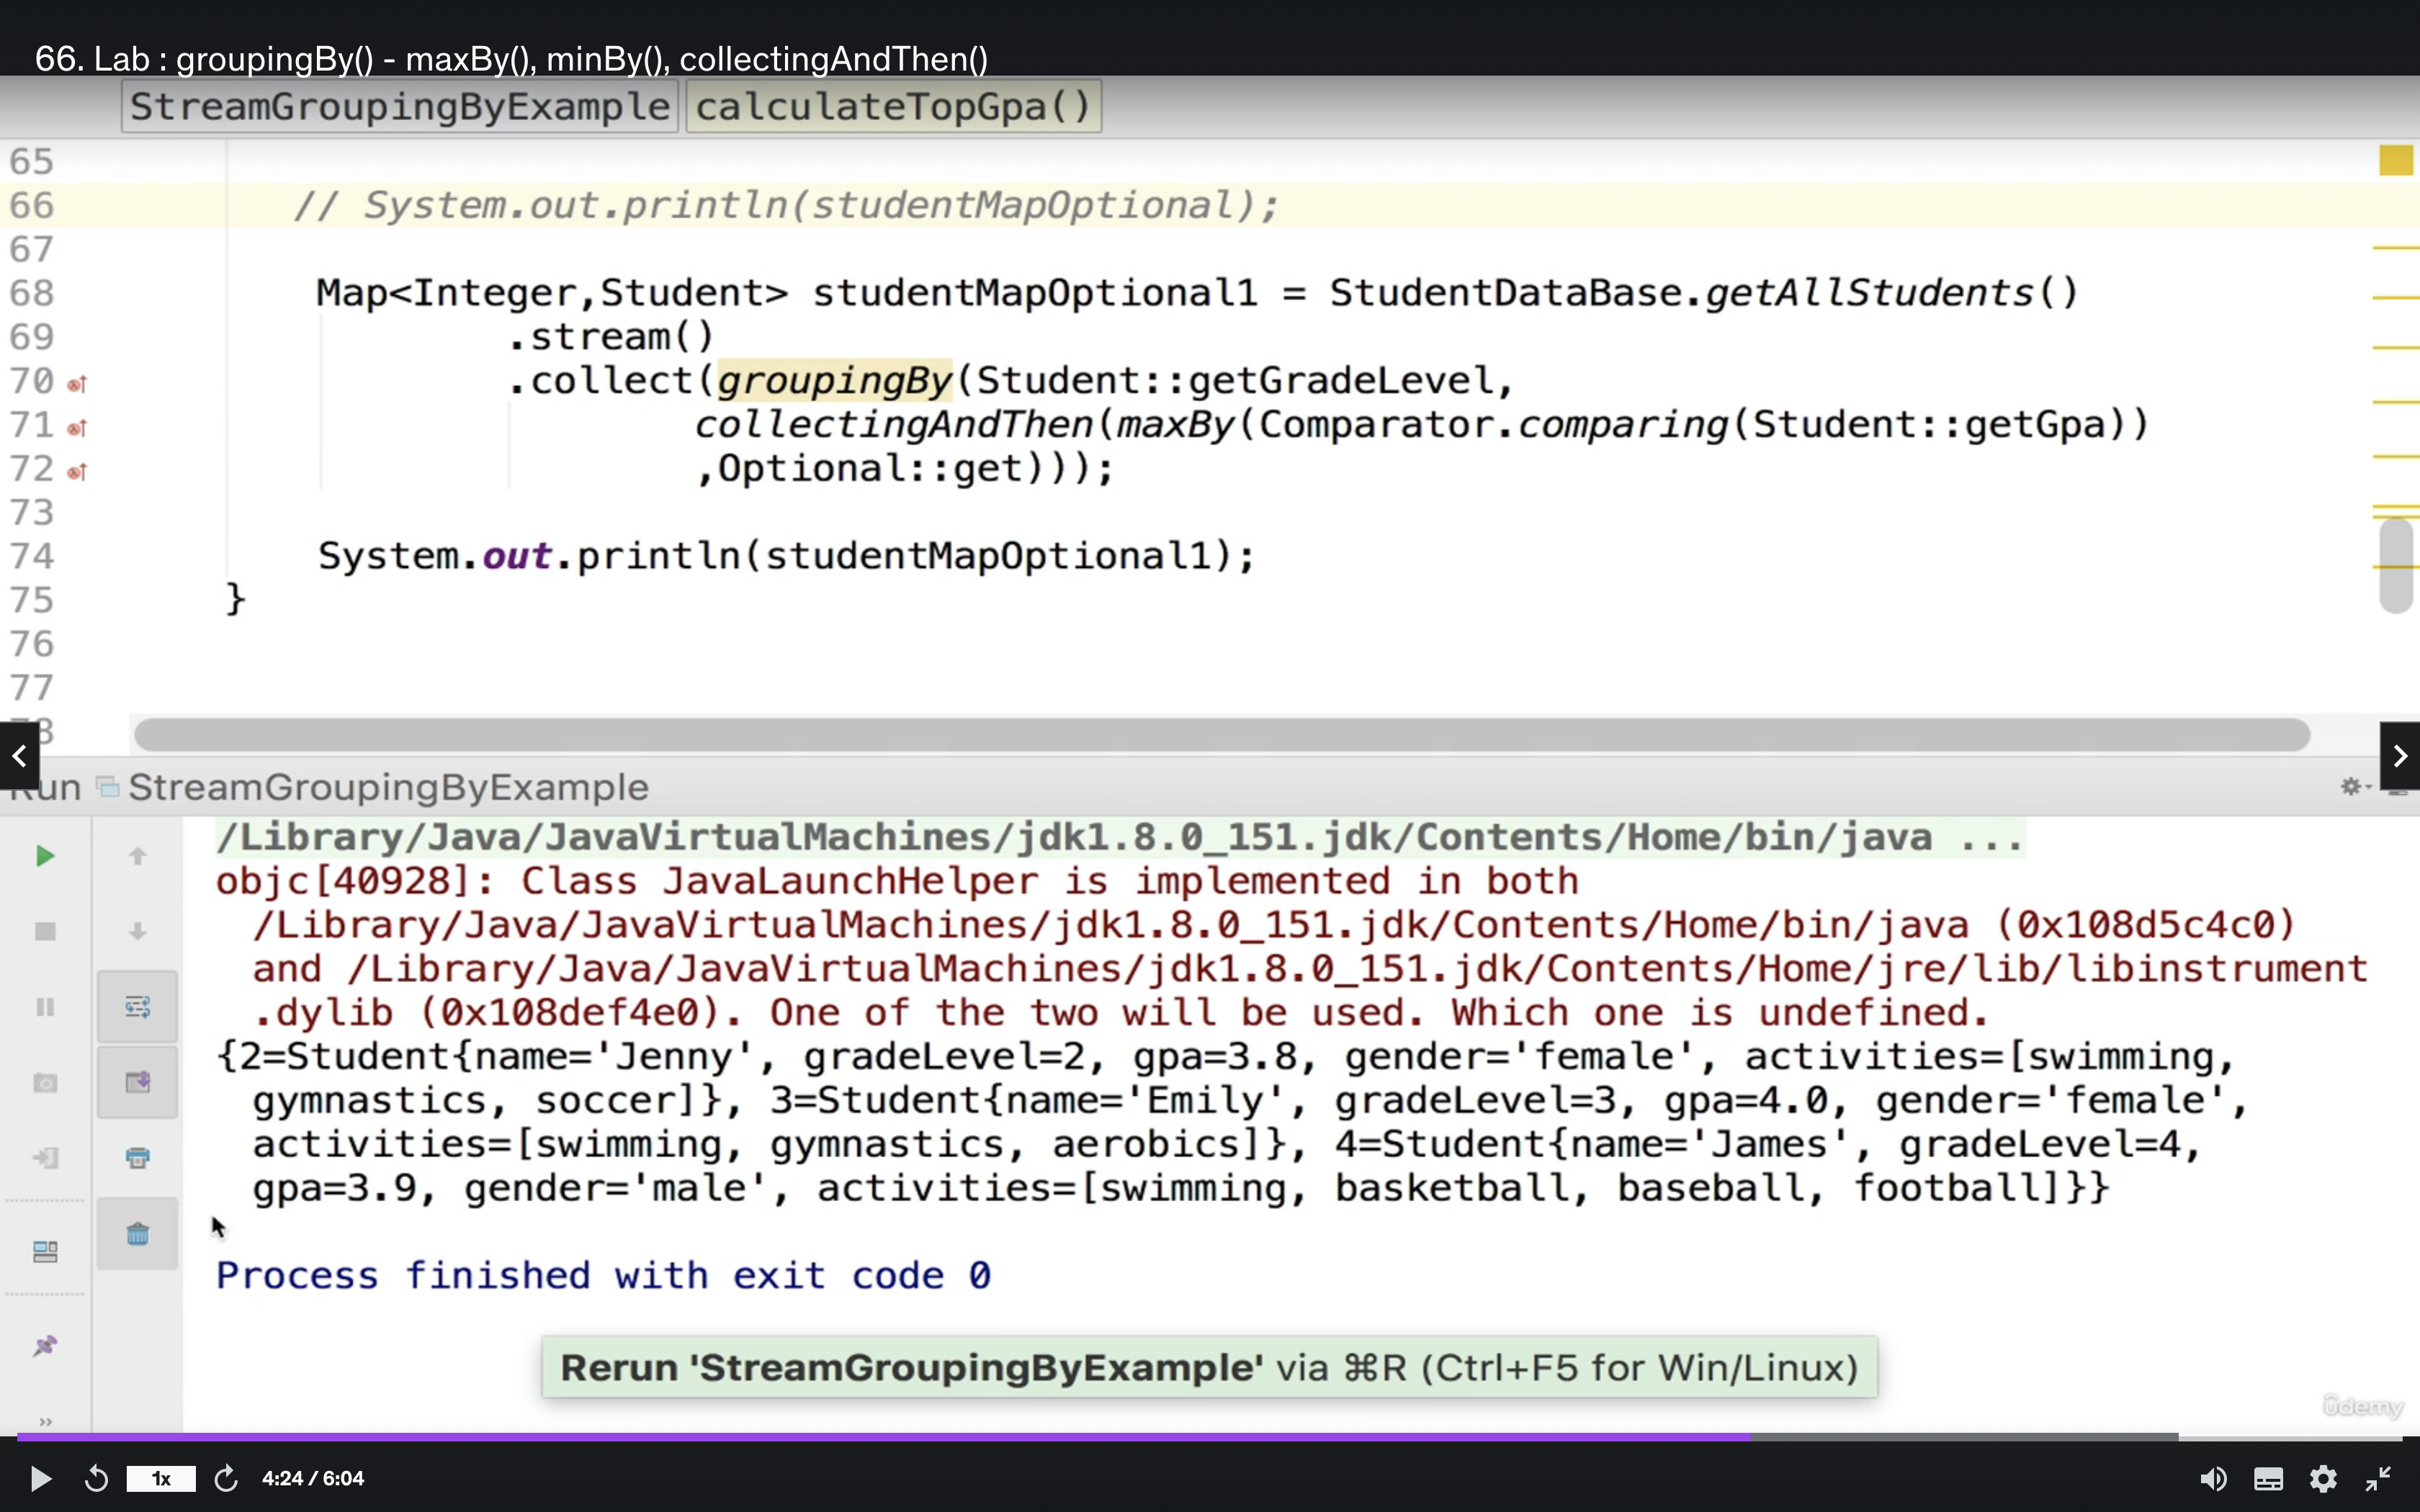 66. Lab : groupingBy() - maxBy(), minBy(), collectingAndThen()
StreamGroupingByExample calculateTopGpa()
65
66 // System.out.println(studentMapOptional);
67
68 Map<Integer,Student> studentMapOptional1 = StudentDataBase.getAllStudents()
69 .stream()
70 .collect(groupingBy(Student::getGradeLevel,
71 collectingAndThen(maxBy(Comparator.comparing(Student::getGpa))
72 ,Optional::get)));
73
74 System.out.println(studentMapOptional1);
75 }
76
77
StreamGroupingByExample
/Library/Java/JavaVirtualMachines/jdk1.8.0_151.jdk/Contents/Home/bin/java ...
objc[40928]: Class JavaLaunchHelper is implemented in both
/Library/Java/JavaVirtualMachines/jdk1.8.0_151.jdk/Contents/Home/bin/java (0x108d5c4c0)
and /Library/Java/JavaVirtualMachines/jdk1.8.0_151.jdk/Contents/Home/jre/lib/libinstrument
.dylib (0x108def4e0). One of the two will be used. Which one is undefined.
{2=Student{name='Jenny', gradeLevel=2, gpa=3.8, gender='female', activities=[swimming,
gymnastics, soccer]}, 3=Student{name='Emily', gradeLevel=3, gpa=4.0, gender='female',
activities=[swimming, gymnastics, aerobics]}, 4=Student{name='James', gradeLevel=4,
gpa=3.9, gender='male', activities=[swimming, basketball, baseball, football]}}
Process finished with exit code 0
Rerun 'StreamGroupingByExample' via ⌘R (Ctrl+F5 for Win/Linux)
ûdemy
1x 4:24 / 6:04